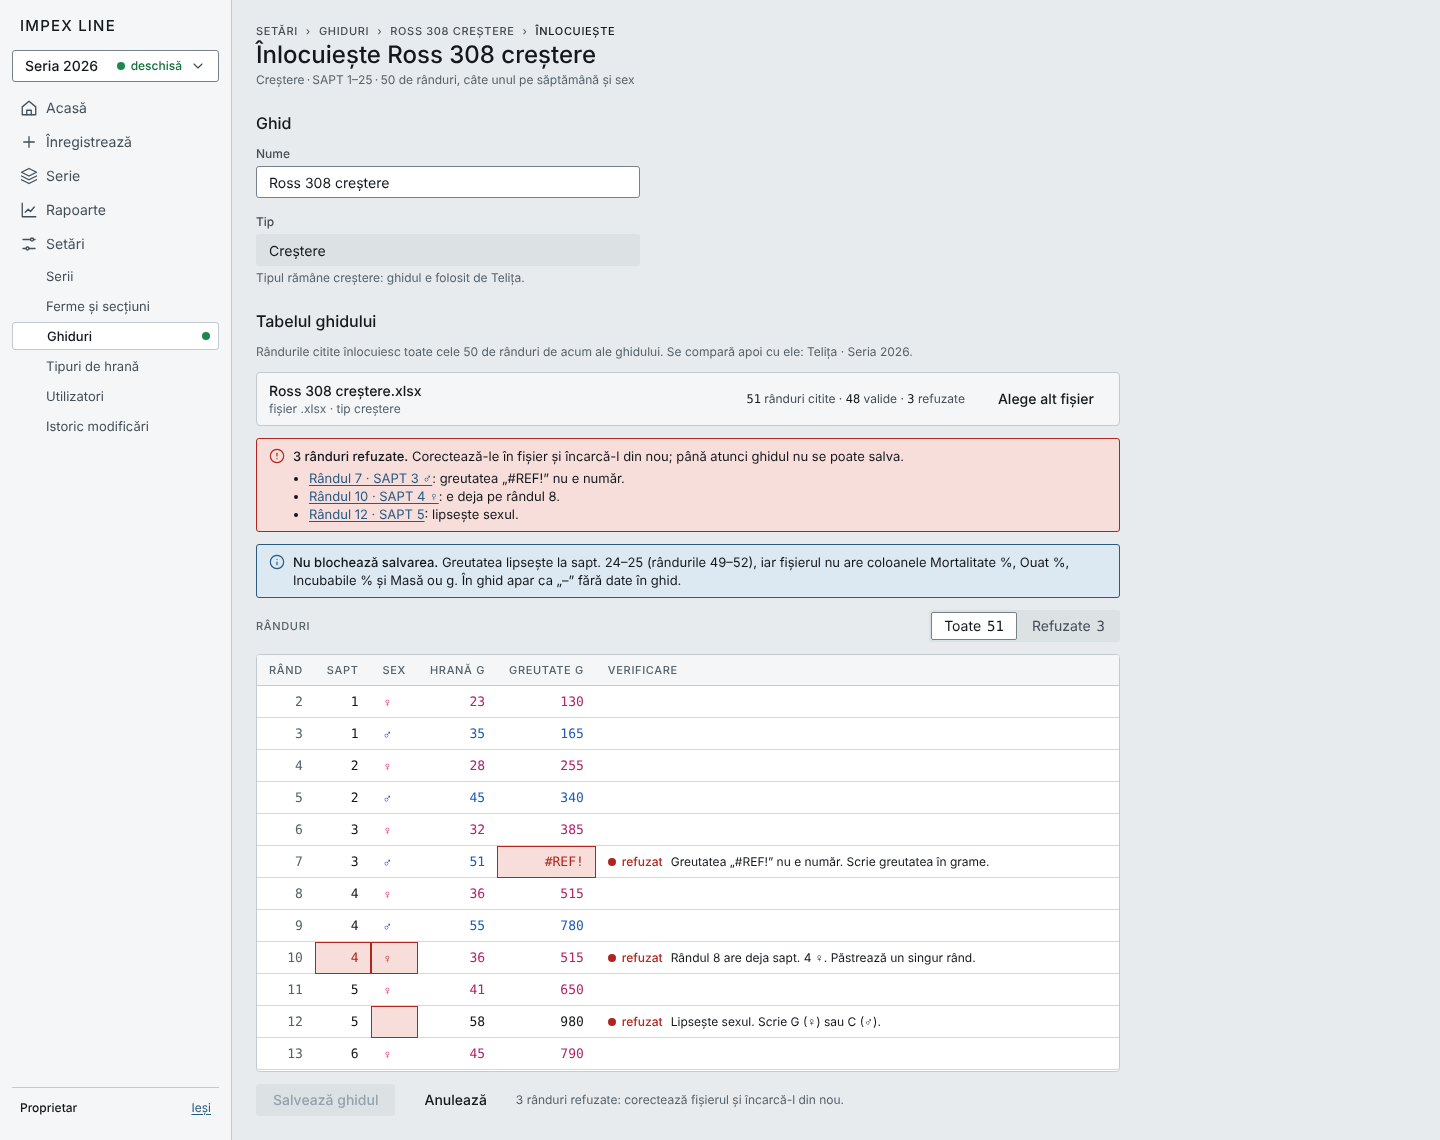 IMPEX LINE
Seria 2026 deschisă
Acasă
Înregistrează
Serie
Rapoarte
Setări
Serii
Ferme și secțiuni
Ghiduri
Tipuri de hrană
Utilizatori
Istoric modificări
Proprietar Ieși
SETĂRI › GHIDURI › ROSS 308 CREȘTERE › ÎNLOCUIEȘTE
Înlocuiește Ross 308 creștere
Creștere · SAPT 1–25 · 50 de rânduri, câte unul pe săptămână și sex
Ghid
Nume
Ross 308 creștere
Tip
Creștere
Tipul rămâne creștere: ghidul e folosit de Telița.
Tabelul ghidului
Rândurile citite înlocuiesc toate cele 50 de rânduri de acum ale ghidului. Se compară apoi cu ele: Telița · Seria 2026.
Ross 308 creștere.xlsx
fișier .xlsx · tip creștere
51 rânduri citite · 48 valide · 3 refuzate
Alege alt fișier
3 rânduri refuzate. Corectează-le în fișier și încarcă-l din nou; până atunci ghidul nu se poate salva.
• Rândul 7 · SAPT 3 ♂: greutatea „#REF!” nu e număr.
• Rândul 10 · SAPT 4 ♀: e deja pe rândul 8.
• Rândul 12 · SAPT 5: lipsește sexul.
Nu blochează salvarea. Greutatea lipsește la sapt. 24–25 (rândurile 49–52), iar fișierul nu are coloanele Mortalitate %, Ouat %,
Incubabile % și Masă ou g. În ghid apar ca „–” fără date în ghid.
RÂNDURI
Toate 51 Refuzate 3
RÂND SAPT SEX HRANĂ G GREUTATE G VERIFICARE
2 1 ♀ 23 130
3 1 ♂ 35 165
4 2 ♀ 28 255
5 2 ♂ 45 340
6 3 ♀ 32 385
7 3 ♂ 51 #REF! refuzat Greutatea „#REF!” nu e număr. Scrie greutatea în grame.
8 4 ♀ 36 515
9 4 ♂ 55 780
10 4 ♀ 36 515 refuzat Rândul 8 are deja sapt. 4 ♀. Păstrează un singur rând.
11 5 ♀ 41 650
12 5 58 980 refuzat Lipsește sexul. Scrie G (♀) sau C (♂).
13 6 ♀ 45 790
Salvează ghidul
Anulează
3 rânduri refuzate: corectează fișierul și încarcă-l din nou.